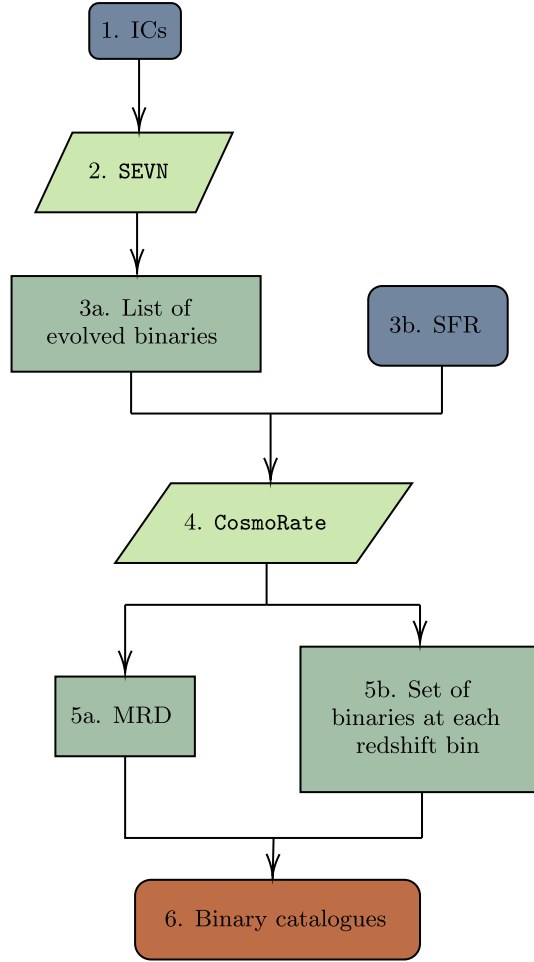 1. ICs
2. SEVN
3a. List of
evolved binaries
3b. SFR
4. CosmoRate
5a. MRD
5b. Set of
binaries at each
redshift bin
6. Binary catalogues